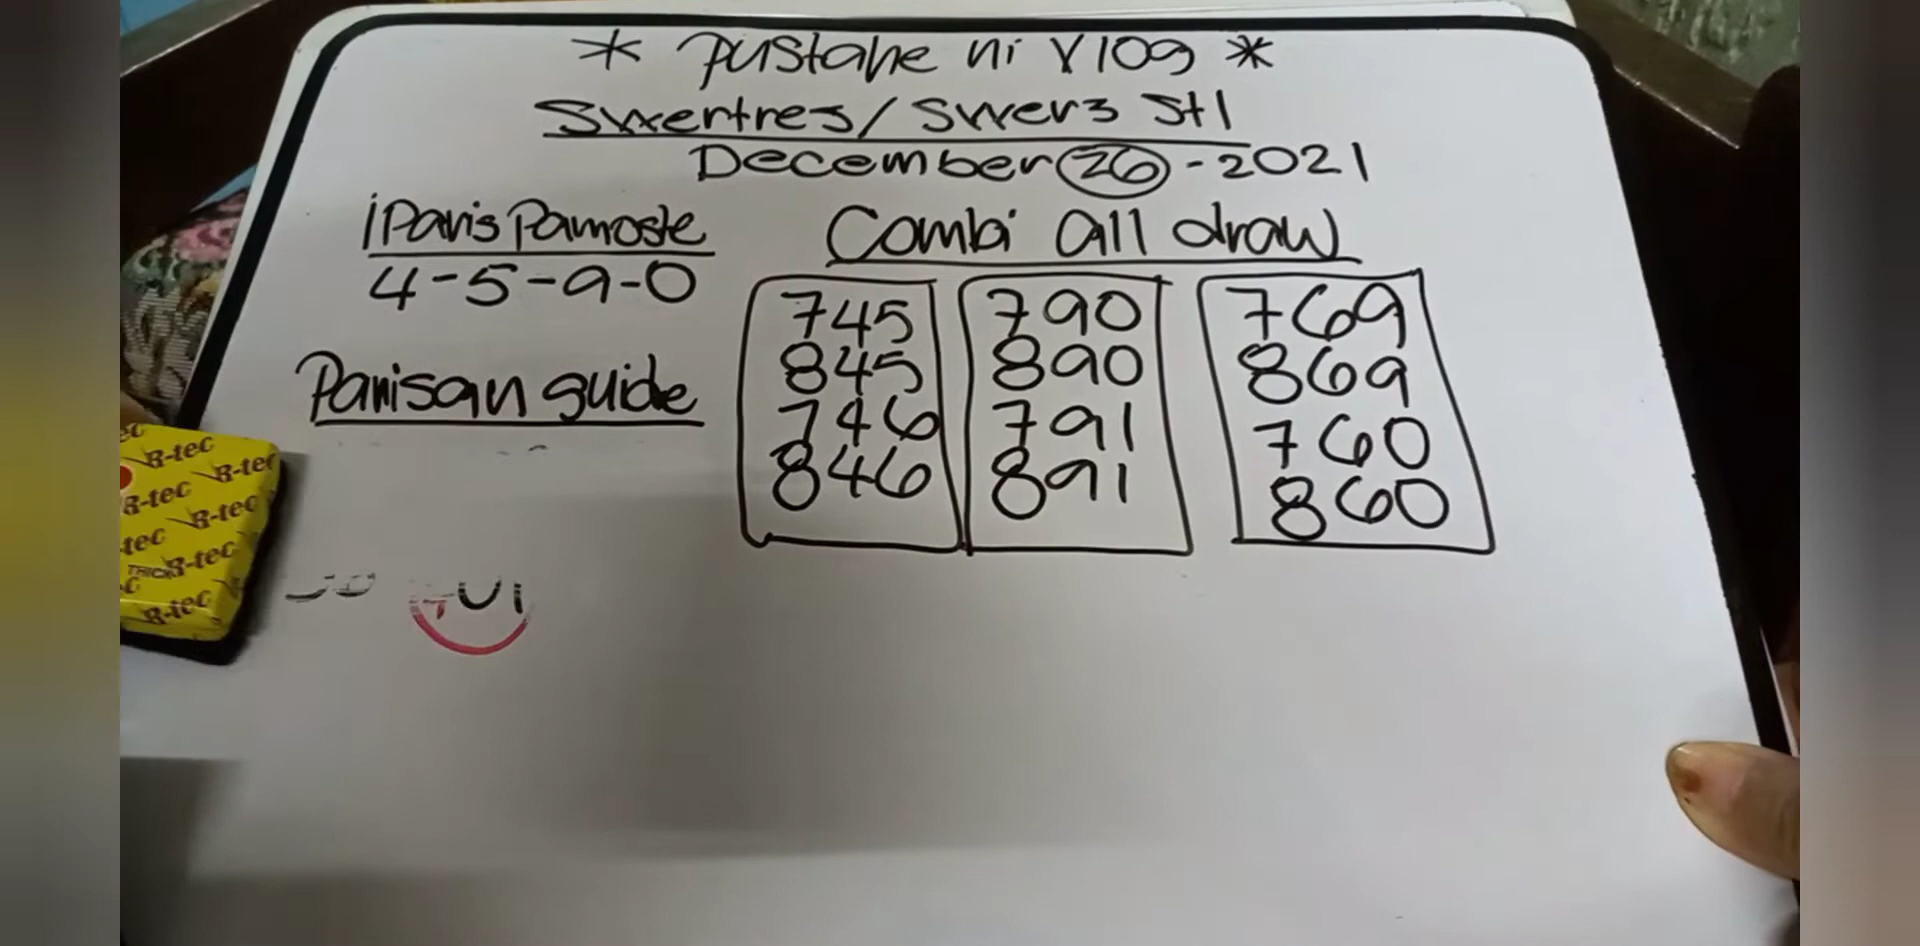 * Pustahe ni Vlog *
Swertres/Swer3 Stl
December 26-2021
iParis Pamoste
4-5-9-0
Combi all draw
745
845
746
846
790
890
791
891
769
869
760
860
Parisan guide
R-tec
R-tec
R-tec
R-tec
tec
R-tec
R-tec